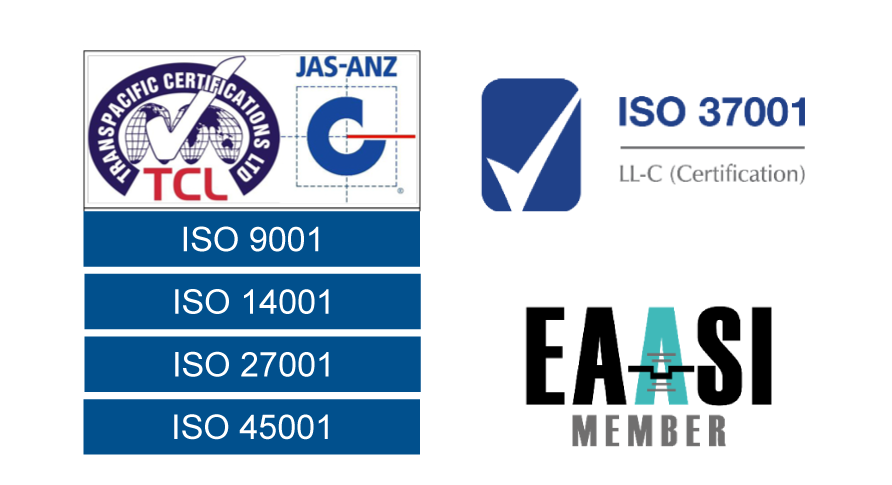 TRANSPACIFIC CERTIFICATIONS LTD
TCL
JAS-ANZ
®
ISO 9001
ISO 14001
ISO 27001
ISO 45001
ISO 37001
LL-C (Certification)
EAASI
MEMBER